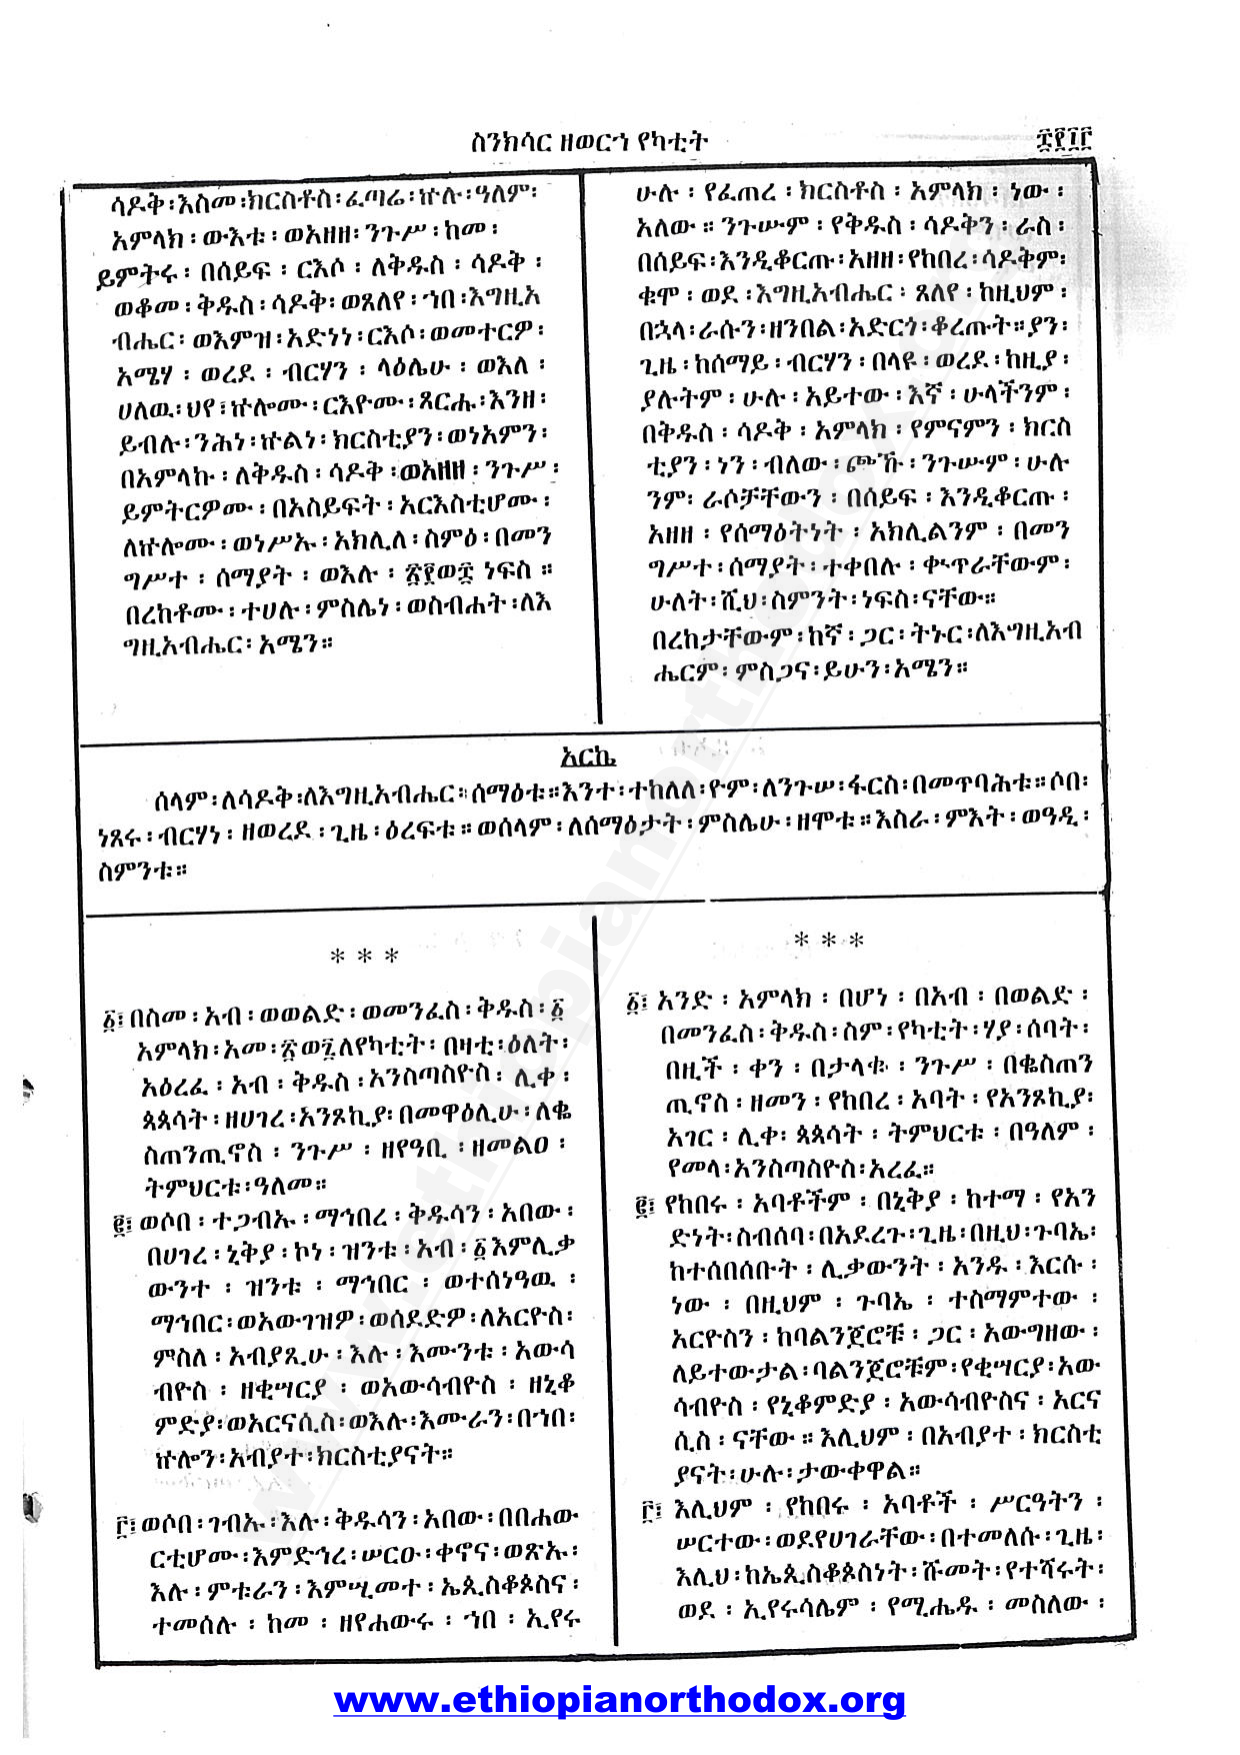 ስንክሳር ዘወርኀ የካቲት
ሳዶቅ፡እስመ፡ክርስቶስ፡ፈጣሬ፡ኵሉ፡ዓለም፡
አምላክ፡ውእቱ፡ወአዘዘ፡ንጉሥ፡ከመ፡
ይምትሩ፡በሰይፍ፡ርእሶ፡ለቅዱስ፡ሳዶቅ፡
ወቆመ፡ቅዱስ፡ሳዶቅ፡ወጸለየ፡ኀበ፡እግዚአ
ብሔር፡ወእምዝ፡አድነነ፡ርእሶ፡ወመተርዎ፡
አሜሃ፡ወረደ፡ብርሃን፡ላዕሌሁ፡ወእለ፡
ሀለዉ፡ህየ፡ኵሎሙ፡ርእዮሙ፡ጸርሑ፡እንዘ፡
ይብሉ፡ንሕነ፡ኵልነ፡ክርስቲያን፡ወነአምን፡
በአምላኩ፡ለቅዱስ፡ሳዶቅ፡ወአዘዘ፡ንጉሥ፡
ይምትርዎሙ፡በአስይፍት፡አርእስቲሆሙ፡
ለኵሎሙ፡ወነሥኡ፡አክሊለ፡ስምዕ፡በመን
ግሥተ፡ሰማያት፡ወእሉ፡፳፻ወ፰ ነፍስ።
በረከቶሙ፡ተሀሉ፡ምስሌነ፡ወስብሐት፡ለእ
ግዚአብሔር፡አሜን።
ሁሉ፡የፈጠረ፡ክርስቶስ፡አምላክ፡ነው፡
አለው። ንጉሡም፡የቅዱስ፡ሳዶቅን፡ራስ፡
በሰይፍ፡እንዲቆርጡ፡አዘዘ፡የከበረ፡ሳዶቅም፡
ቁሞ፡ወደ፡እግዚአብሔር፡ጸለየ፡ከዚህም፡
በኋላ፡ራሱን፡ዘንበል፡አድርጎ፡ቆረጡት።ያን፡
ጊዜ፡ከሰማይ፡ብርሃን፡በላዩ፡ወረደ፡ከዚያ፡
ያሉትም፡ሁሉ፡አይተው፡እኛ፡ሁላችንም፡
በቅዱስ፡ሳዶቅ፡አምላክ፡የምናምን፡ክርስ
ቲያን፡ነን፡ብለው፡ጮኹ፡ንጉሡም፡ሁሉ
ንም፡ራሶቻቸውን፡በሰይፍ፡እንዲቆርጡ፡
አዘዘ፡የሰማዕትነት፡አክሊልንም፡በመን
ግሥተ፡ሰማያት፡ተቀበሉ፡ቍጥራቸውም፡
ሁለት፡ሺህ፡ስምንት፡ነፍስ፡ናቸው።
በረከታቸውም፡ከኛ፡ጋር፡ትኑር፡ለእግዚአብ
ሔርም፡ምስጋና፡ይሁን፡አሜን።
አርኬ
ሰላም፡ለሳዶቅ፡ለእግዚአብሔር።ሰማዕቱ።እንተ፡ተከለለ፡ዮም፡ለንጉሠ፡ፋርስ፡በመጥባሕቱ።ሶበ፡
ነጸሩ፡ብርሃነ፡ዘወረደ፡ጊዜ፡ዕረፍቱ።ወሰላም፡ለሰማዕታት፡ምስሌሁ፡ዘሞቱ።እስራ፡ምእት፡ወዓዲ፡
ስምንቱ።
* * *
፩፤በስመ፡አብ፡ወወልድ፡ወመንፈስ፡ቅዱስ፡፩
አምላክ፡አመ፡፳ወ፯ለየካቲት፡በዛቲ፡ዕለት፡
አዕረፈ፡አብ፡ቅዱስ፡አንስጣስዮስ፡ሊቀ፡
ጳጳሳት፡ዘሀገረ፡አንጾኪያ፡በመዋዕሊሁ፡ለቈ
ስጠንጢኖስ፡ንጉሥ፡ዘየዓቢ፡ዘመልዐ፡
ትምህርቱ፡ዓለመ።
፪፤ወሶበ፡ተጋብኡ፡ማኅበረ፡ቅዱሳን፡አበው፡
በሀገረ፡ኒቅያ፡ኮነ፡ዝንቱ፡አብ፡፩እምሊቃ
ውንተ፡ዝንቱ፡ማኅበር፡ወተሰነዓዉ፡
ማኅበር፡ወአውገዝዎ፡ወሰደድዎ፡ለአርዮስ፡
ምስለ፡አብያጺሁ፡እሉ፡እሙንቱ፡አውሳ
ብዮስ፡ዘቂሣርያ፡ወአውሳብዮስ፡ዘኒቆ
ምድያ፡ወአርናሲስ፡ወእሉ፡እሙራን፡በኀበ፡
ኵሎን፡አብያተ፡ክርስቲያናት።
፫፤ወሶበ፡ገብኡ፡እሉ፡ቅዱሳን፡አበው፡በበሐው
ርቲሆሙ፡እምድኅረ፡ሠርዑ፡ቀኖና፡ወጽኡ፡
እሉ፡ምቱራን፡እምሢመተ፡ኤጲስቆጶስና፡
ተመሰሉ፡ከመ፡ዘየሐውሩ፡ኀበ፡ኢየሩ
* * *
፩፤አንድ፡አምላክ፡በሆነ፡በአብ፡በወልድ፡
በመንፈስ፡ቅዱስ፡ስም፡የካቲት፡ሃያ፡ሰባት፡
በዚች፡ቀን፡በታላቁ፡ንጉሥ፡በቈስጠን
ጢኖስ፡ዘመን፡የከበረ፡አባት፡የአንጾኪያ፡
አገር፡ሊቀ፡ጳጳሳት፡ትምህርቱ፡በዓለም፡
የመላ፡አንስጣስዮስ፡አረፈ።
፪፤የከበሩ፡አባቶችም፡በኒቅያ፡ከተማ፡የአን
ድነት፡ስብሰባ፡በአደረጉ፡ጊዜ፡በዚህ፡ጉባኤ፡
ከተሰበሰቡት፡ሊቃውንት፡አንዱ፡እርሱ፡
ነው፡በዚህም፡ጉባኤ፡ተስማምተው፡
አርዮስን፡ከባልንጀሮቹ፡ጋር፡አውግዘው፡
ለይተውታል፡ባልንጀሮቹም፡የቂሣርያ፡አው
ሳብዮስ፡የኒቆምድያ፡አውሳብዮስና፡አርና
ሲስ፡ናቸው።እሊህም፡በአብያተ፡ክርስቲ
ያናት፡ሁሉ፡ታውቀዋል።
፫፤እሊህም፡የከበሩ፡አባቶች፡ሥርዓትን፡
ሠርተው፡ወደየሀገራቸው፡በተመለሱ፡ጊዜ፡
እሊህ፡ከኤጲስቆጶስነት፡ሹመት፡የተሻሩት፡
ወደ፡ኢየሩሳሌም፡የሚሔዱ፡መስለው፡
www.ethiopianorthodox.org